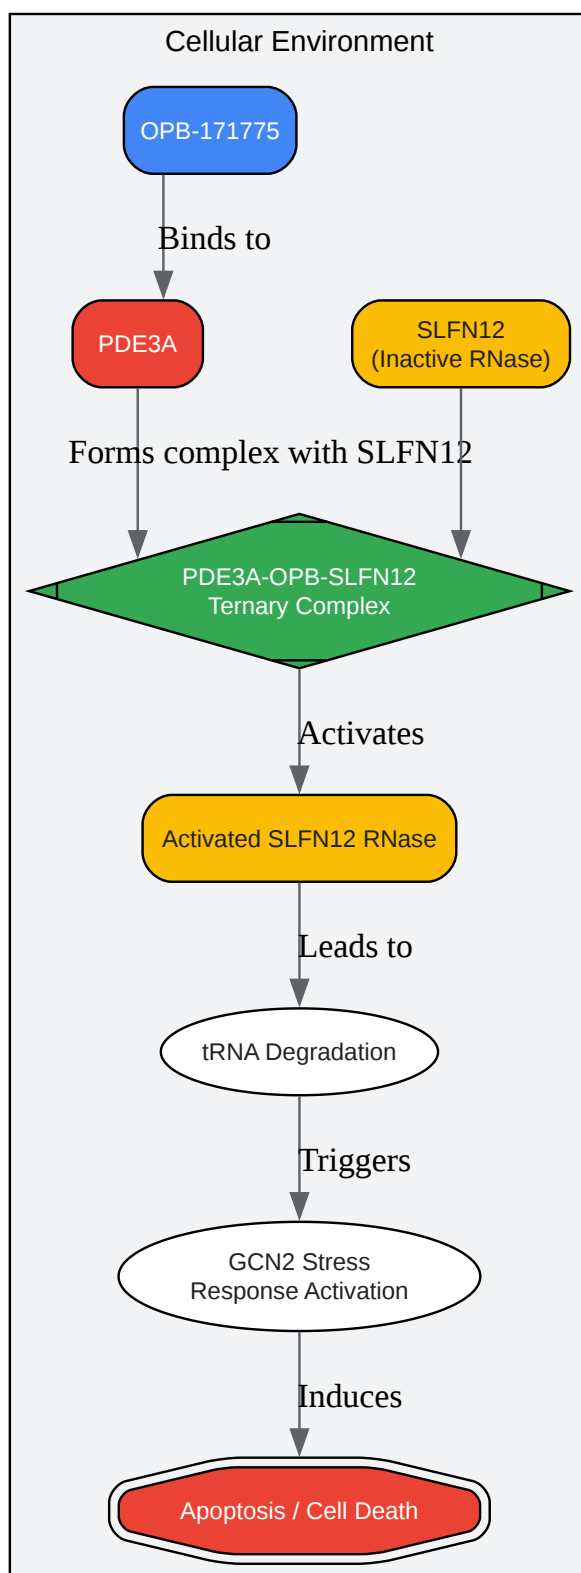 Cellular Environment
OPB-171775
Binds to
PDE3A
SLFN12
(Inactive RNase)
Forms complex with SLFN12
PDE3A-OPB-SLFN12
Ternary Complex
Activates
Activated SLFN12 RNase
Leads to
tRNA Degradation
Triggers
GCN2 Stress
Response Activation
Induces
Apoptosis / Cell Death